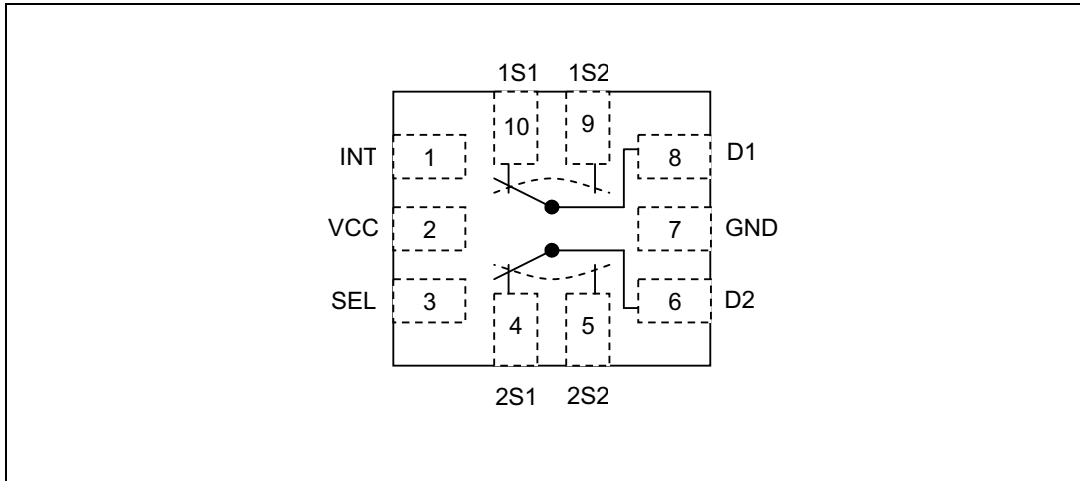 1S1 1S2
10 9
INT 1 8 D1
VCC 2 7 GND
SEL 3 6 D2
4 5
2S1 2S2